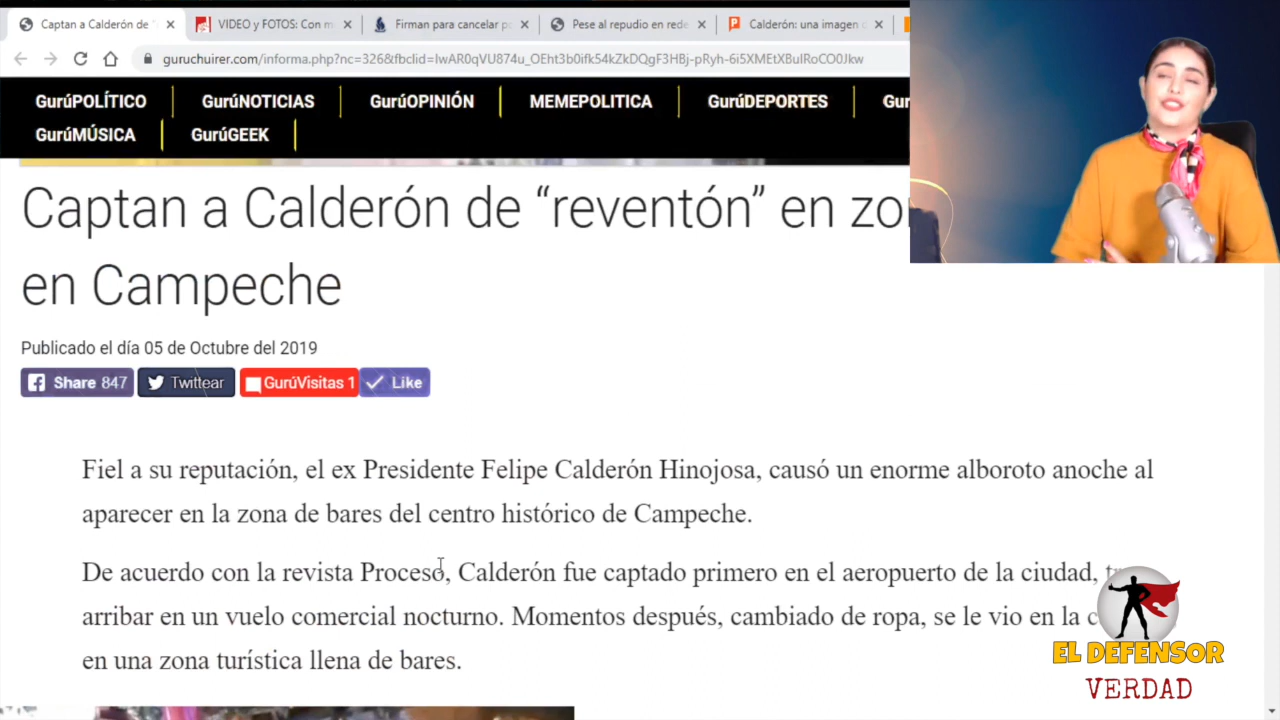 Captan a Calderón de "
VIDEO y FOTOS: Con m
Firman para cancelar p
Pese al repudio en rede
Calderón: una imagen
guruchuirer.com/informa.php?nc=326&fbclid=IwAR0qVU874u_OEht3b0ifk54kZkDQgF3HBj-pRyh-6i5XMEtXBuIRoCO0Jkw
GurúPOLÍTICO GurúNOTICIAS GurúOPINIÓN MEMEPOLITICA GurúDEPORTES Gur
GurúMÚSICA GurúGEEK
Captan a Calderón de “reventón” en zo
en Campeche
Publicado el día 05 de Octubre del 2019
Share 847 Twittear GurúVisitas 1 Like
Fiel a su reputación, el ex Presidente Felipe Calderón Hinojosa, causó un enorme alboroto anoche al
aparecer en la zona de bares del centro histórico de Campeche.
De acuerdo con la revista Proceso, Calderón fue captado primero en el aeropuerto de la ciudad, tr
arribar en un vuelo comercial nocturno. Momentos después, cambiado de ropa, se le vio en la c
en una zona turística llena de bares.
EL DEFENSOR
VERDAD